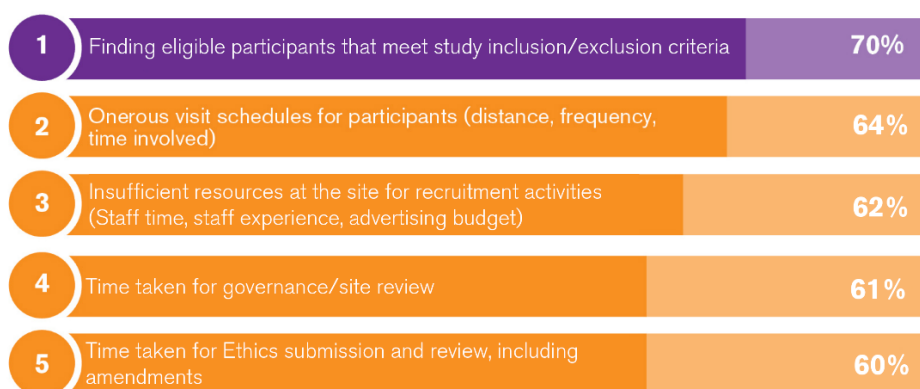 1 Finding eligible participants that meet study inclusion/exclusion criteria 70%
2 Onerous visit schedules for participants (distance, frequency,
time involved) 64%
3 Insufficient resources at the site for recruitment activities
(Staff time, staff experience, advertising budget) 62%
4 Time taken for governance/site review 61%
5 Time taken for Ethics submission and review, including
amendments 60%